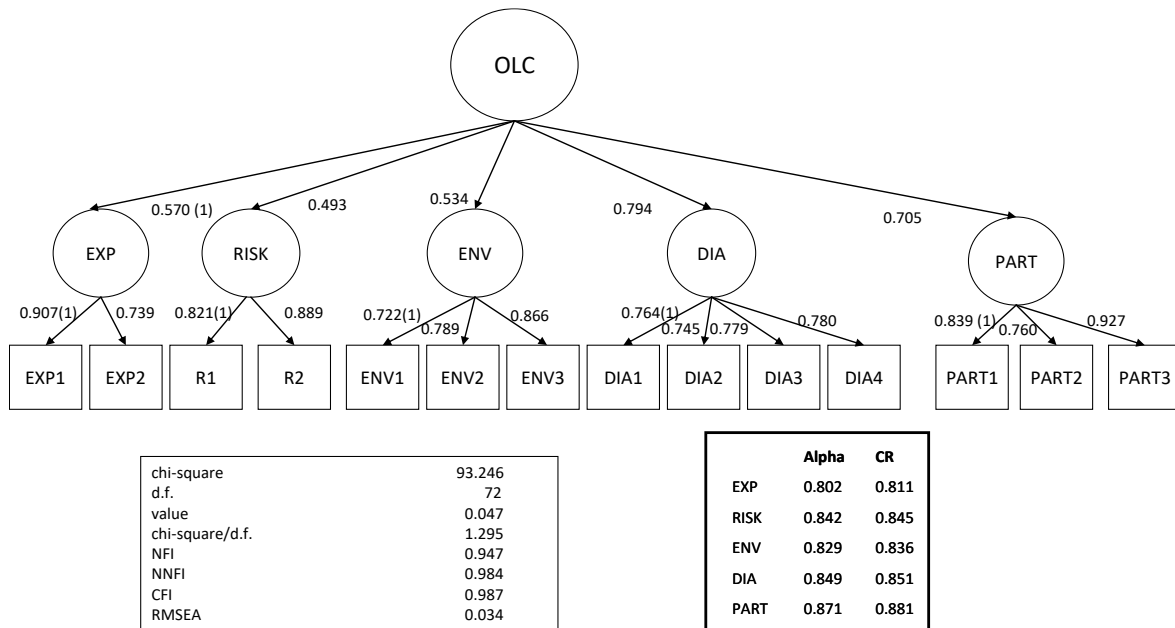 OLC
0.570 (1)
0.493
0.534
0.794
0.705
EXP
RISK
ENV
DIA
PART
0.907(1)
0.739
0.821(1)
0.889
0.722(1)
0.789
0.866
0.764(1)
0.745
0.779
0.780
0.839 (1)
0.760
0.927
EXP1
EXP2
R1
R2
ENV1
ENV2
ENV3
DIA1
DIA2
DIA3
DIA4
PART1
PART2
PART3
chi-square 93.246
d.f. 72
value 0.047
chi-square/d.f. 1.295
NFI 0.947
NNFI 0.984
CFI 0.987
RMSEA 0.034
Alpha CR
EXP 0.802 0.811
RISK 0.842 0.845
ENV 0.829 0.836
DIA 0.849 0.851
PART 0.871 0.881